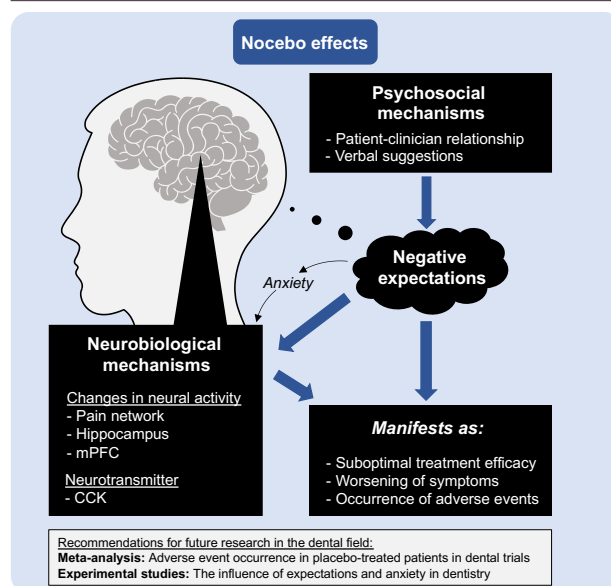 Nocebo effects
Psychosocial
mechanisms
- Patient-clinician relationship
- Verbal suggestions
Negative
expectations
Anxiety
Neurobiological
mechanisms
Changes in neural activity
- Pain network
- Hippocampus
- mPFC
Neurotransmitter
- CCK
Manifests as:
- Suboptimal treatment efficacy
- Worsening of symptoms
- Occurrence of adverse events
Recommendations for future research in the dental field:
Meta-analysis: Adverse event occurrence in placebo-treated patients in dental trials
Experimental studies: The influence of expectations and anxiety in dentistry